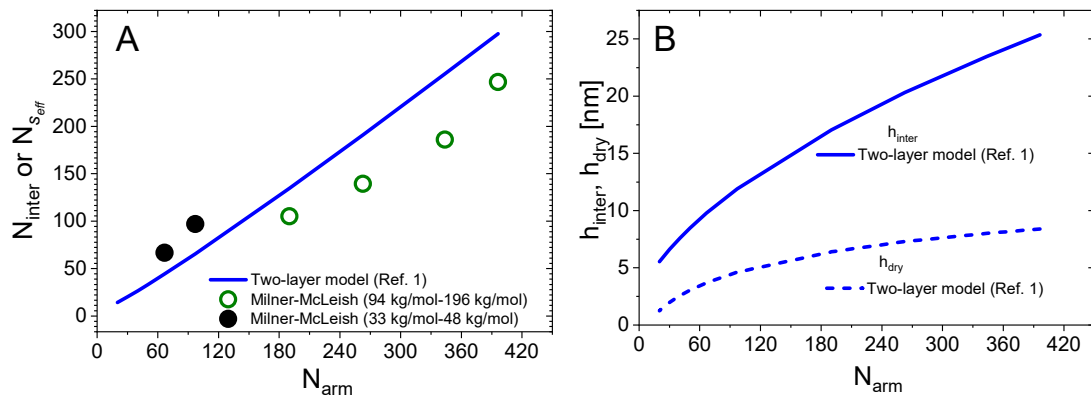 A
N_inter or N_s_eff
300
250
200
150
100
50
0
0 60 120 180 240 300 360 420
N_arm
Two-layer model (Ref. 1)
Milner-McLeish (94 kg/mol-196 kg/mol)
Milner-McLeish (33 kg/mol-48 kg/mol)
B
h_inter, h_dry [nm]
25
20
15
10
5
0
0 60 120 180 240 300 360 420
N_arm
h_inter
Two-layer model (Ref. 1)
h_dry
Two-layer model (Ref. 1)